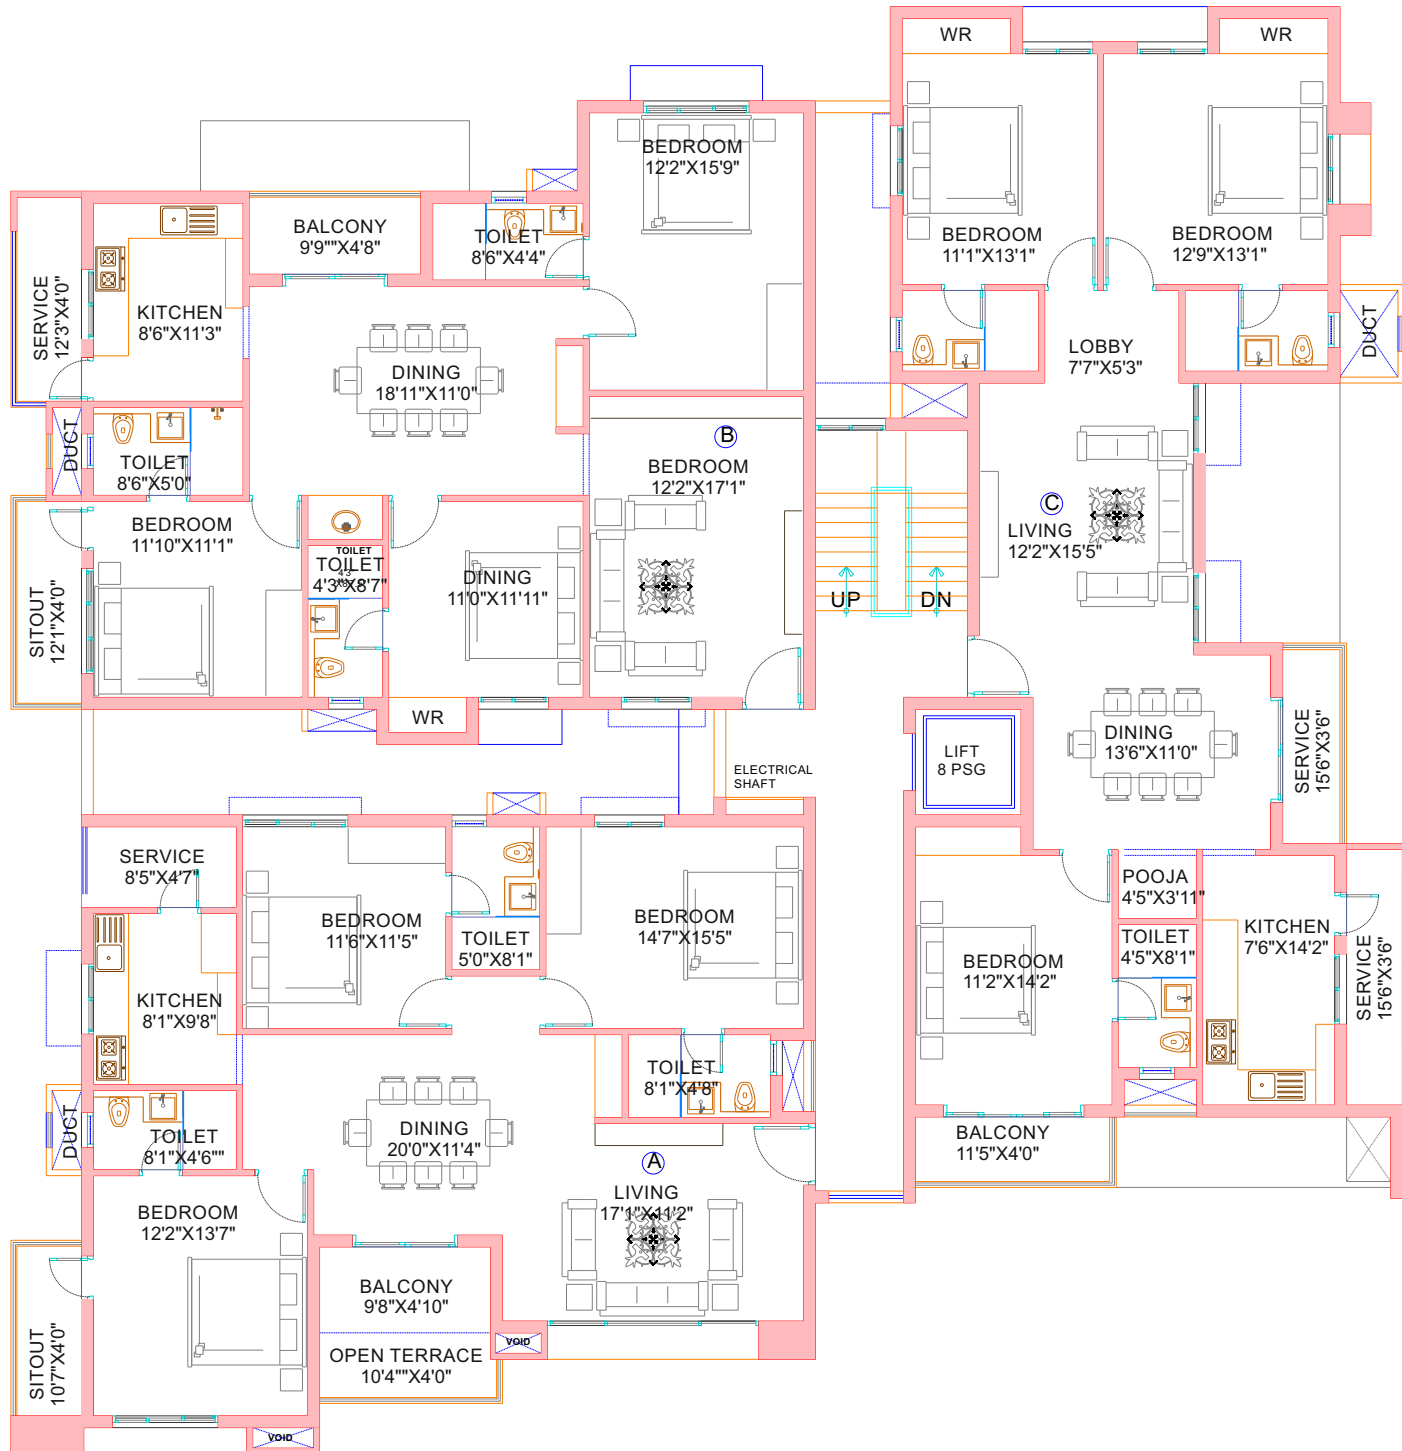 WR
WR
BEDROOM
12'2"X15'9"
BALCONY
9'9""X4'8"
TOILET
8'6"X4'4"
BEDROOM
11'1"X13'1"
BEDROOM
12'9"X13'1"
SERVICE
12'3"X4'0"
KITCHEN
8'6"X11'3"
DUCT
LOBBY
7'7"X5'3"
DINING
18'11"X11'0"
B
DUCT
TOILET
8'6"X5'0"
BEDROOM
12'2"X17'1"
C
LIVING
12'2"X15'5"
BEDROOM
11'10"X11'1"
TOILET
TOILET
4'3"X8'7"
DINING
11'0"X11'11"
UP
DN
SITOUT
12'1"X4'0"
WR
DINING
13'6"X11'0"
SERVICE
15'6"X3'6"
LIFT
8 PSG
ELECTRICAL
SHAFT
SERVICE
8'5"X4'7"
POOJA
4'5"X3'11"
BEDROOM
11'6"X11'5"
BEDROOM
14'7"X15'5"
KITCHEN
7'6"X14'2"
TOILET
5'0"X8'1"
TOILET
4'5"X8'1"
BEDROOM
11'2"X14'2"
SERVICE
15'6"X3'6"
KITCHEN
8'1"X9'8"
TOILET
8'1"X4'8"
DUCT
TOILET
8'1"X4'6""
DINING
20'0"X11'4"
BALCONY
11'5"X4'0"
A
LIVING
17'1"X11'2"
BEDROOM
12'2"X13'7"
BALCONY
9'8"X4'10"
SITOUT
10'7"X4'0"
VOID
OPEN TERRACE
10'4""X4'0"
VOID